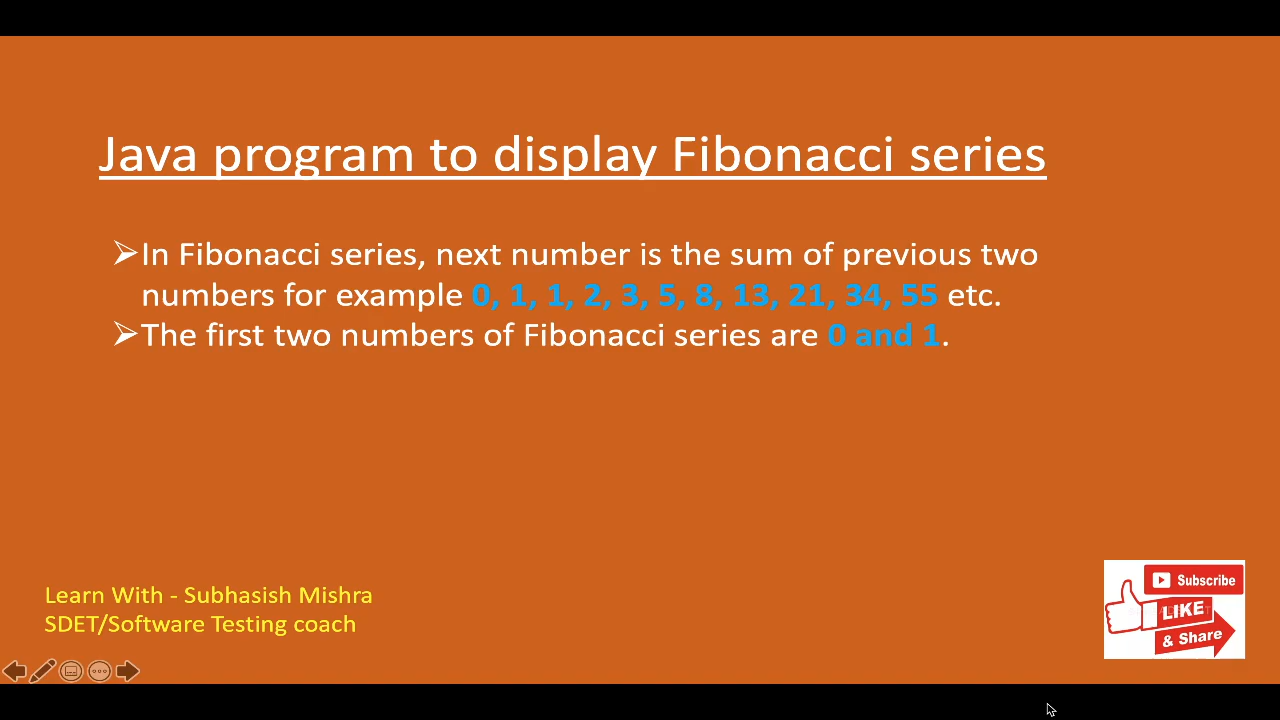 Java program to display Fibonacci series
➢In Fibonacci series, next number is the sum of previous two
numbers for example 0, 1, 1, 2, 3, 5, 8, 13, 21, 34, 55 etc.
➢The first two numbers of Fibonacci series are 0 and 1.
Learn With - Subhasish Mishra
SDET/Software Testing coach
Subscribe
LIKE
& Share